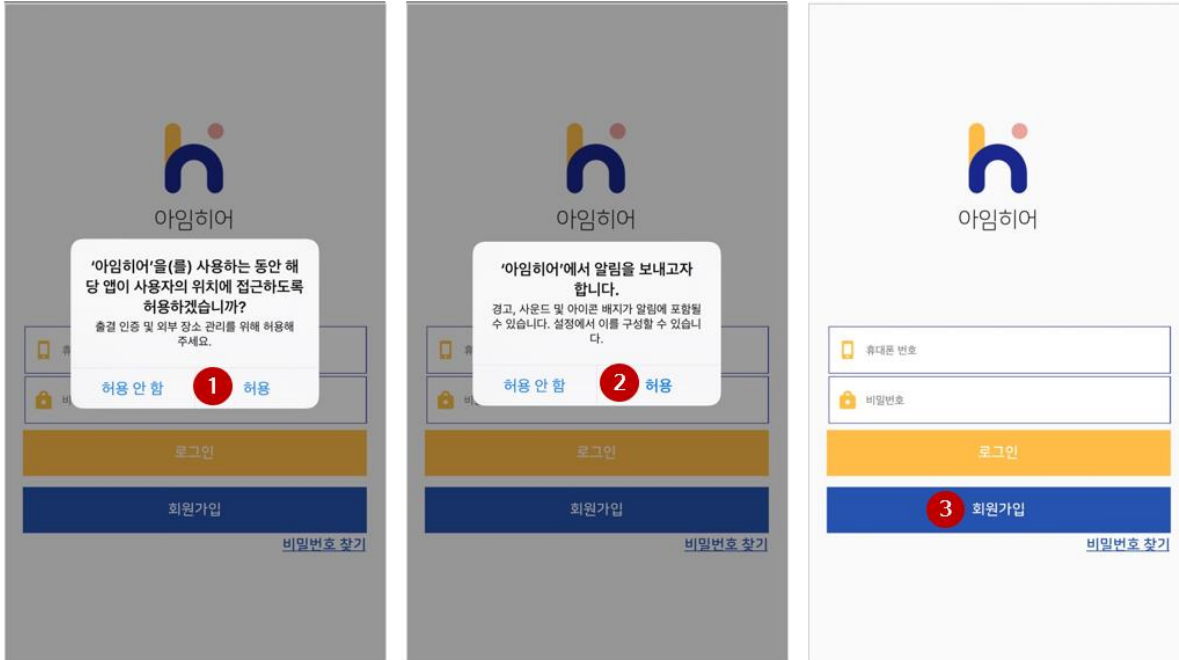 아임히어
'아임히어'을(를) 사용하는 동안 해
당 앱이 사용자의 위치에 접근하도록
허용하겠습니까?
출결 인증 및 외부 장소 관리를 위해 허용해
주세요.
허용 안 함 1 허용
로그인
회원가입
비밀번호 찾기
아임히어
'아임히어'에서 알림을 보내고자
합니다.
경고, 사운드 및 아이콘 배지가 알림에 포함될
수 있습니다. 설정에서 이를 구성할 수 있습니
다.
허용 안 함 2 허용
로그인
회원가입
비밀번호 찾기
아임히어
휴대폰 번호
비밀번호
로그인
3 회원가입
비밀번호 찾기